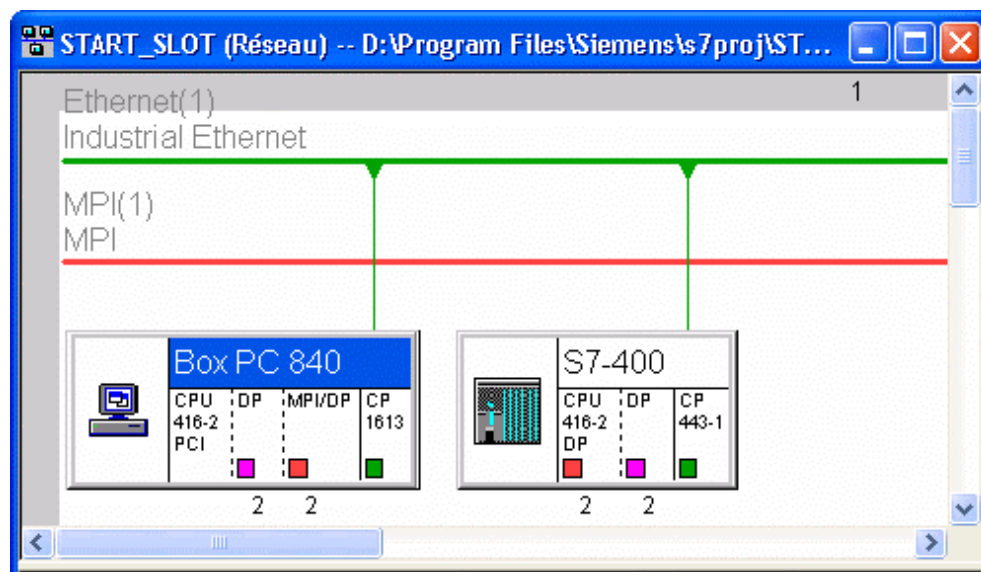 START_SLOT (Réseau) -- D:\Program Files\Siemens\s7proj\ST...
1
Ethernet(1)
Industrial Ethernet
MPI(1)
MPI
Box PC 840
CPU 416-2 PCI
DP
MPI/DP
CP 1613
2 2
S7-400
CPU 416-2 DP
DP
CP 443-1
2 2